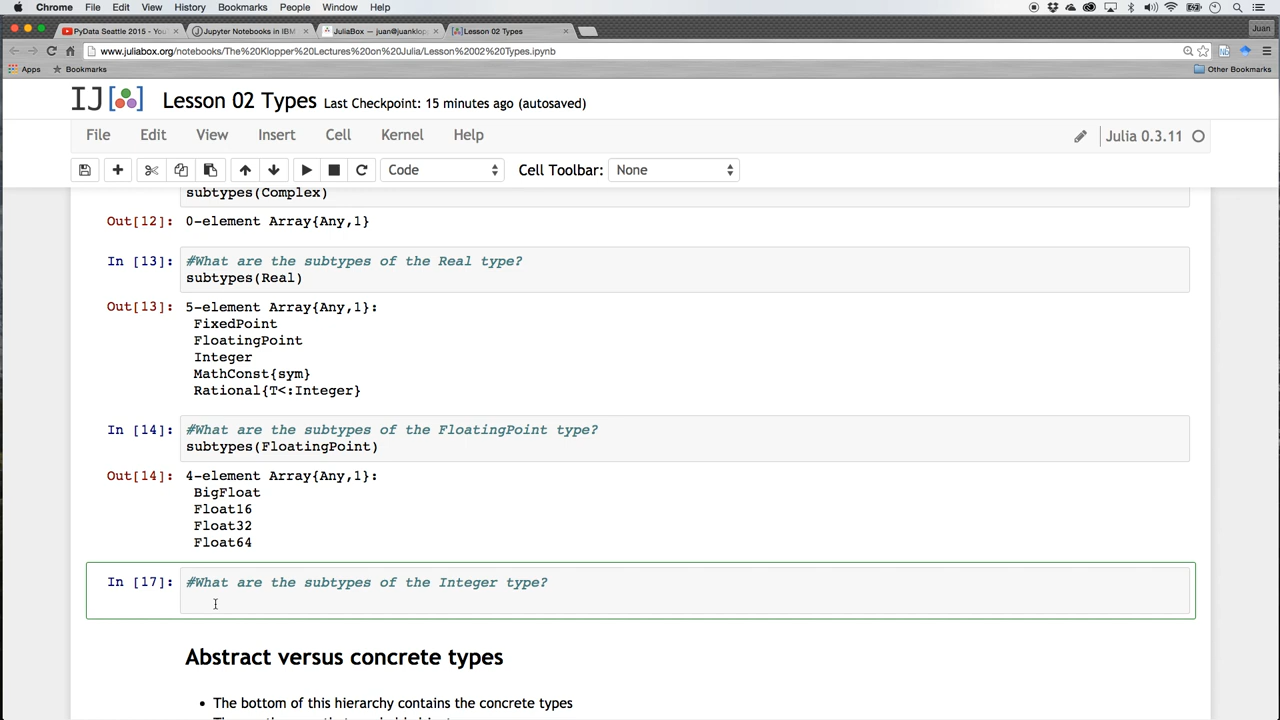 Chrome File Edit View History Bookmarks People Window Help
PyData Seattle 2015 - Yo
Jupyter Notebooks in IBM
JuliaBox — juan@juanklop
Lesson 02 Types
Juan
www.juliabox.org/notebooks/The%20Klopper%20Lectures%20on%20Julia/Lesson%2002%20Types.ipynb
Apps Bookmarks Other Bookmarks
IJ Lesson 02 Types Last Checkpoint: 15 minutes ago (autosaved)
File Edit View Insert Cell Kernel Help Julia 0.3.11
Code Cell Toolbar: None
subtypes(Complex)
Out[12]: 0-element Array{Any,1}
In [13]: #What are the subtypes of the Real type?
subtypes(Real)
Out[13]: 5-element Array{Any,1}:
FixedPoint
FloatingPoint
Integer
MathConst{sym}
Rational{T<:Integer}
In [14]: #What are the subtypes of the FloatingPoint type?
subtypes(FloatingPoint)
Out[14]: 4-element Array{Any,1}:
BigFloat
Float16
Float32
Float64
In [17]: #What are the subtypes of the Integer type?
Abstract versus concrete types
• The bottom of this hierarchy contains the concrete types